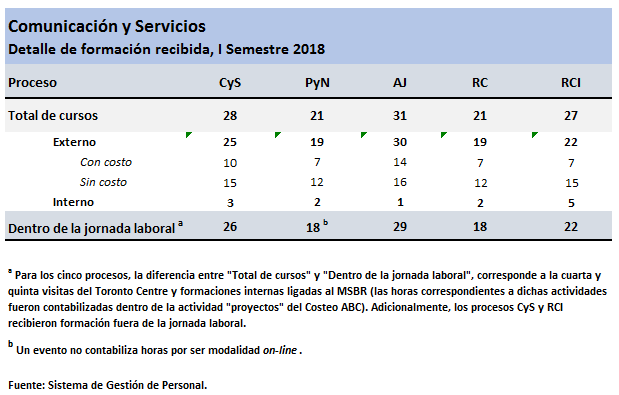 Comunicación y Servicios
Detalle de formación recibida, I Semestre 2018
Proceso CyS PyN AJ RC RCI
Total de cursos 28 21 31 21 27
Externo 25 19 30 19 22
Con costo 10 7 14 7 7
Sin costo 15 12 16 12 15
Interno 3 2 1 2 5
Dentro de la jornada laboral a 26 18 b 29 18 22
a Para los cinco procesos, la diferencia entre "Total de cursos" y "Dentro de la jornada laboral", corresponde a la cuarta y
quinta visitas del Toronto Centre y formaciones internas ligadas al MSBR (las horas correspondientes a dichas actividades
fueron contabilizadas dentro de la actividad "proyectos" del Costeo ABC). Adicionalmente, los procesos CyS y RCI
recibieron formación fuera de la jornada laboral.
b Un evento no contabiliza horas por ser modalidad on-line .
Fuente: Sistema de Gestión de Personal.